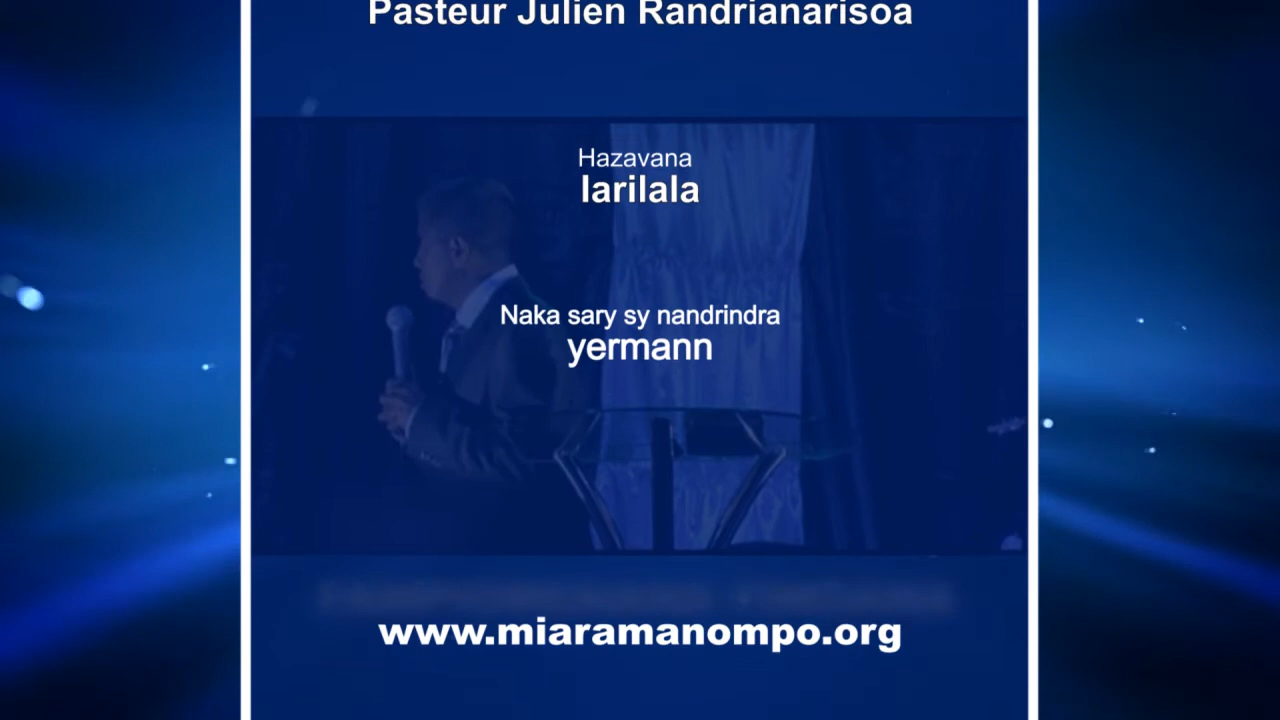 Pasteur Julien Randrianarisoa
Hazavana
Iarilala
Naka sary sy nandrindra
yermann
www.miaramanompo.org